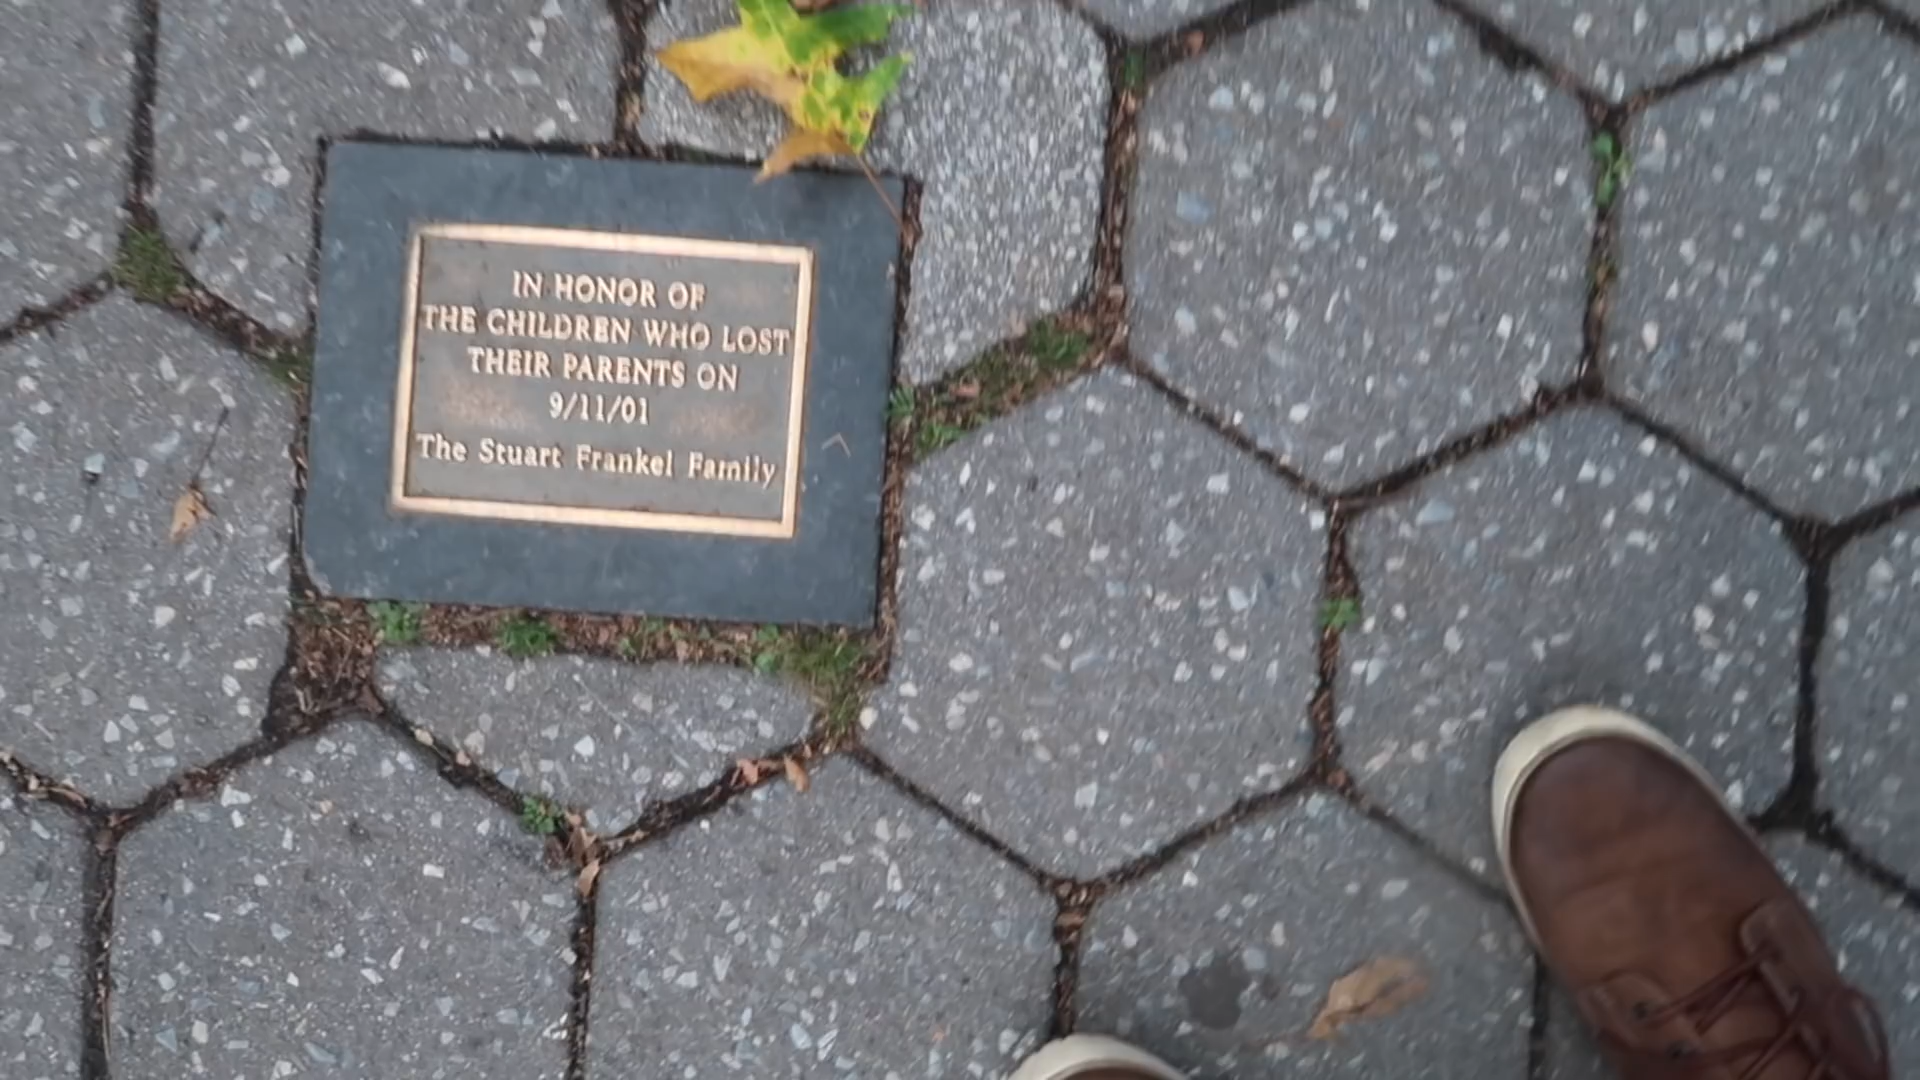 IN HONOR OF
THE CHILDREN WHO LOST
THEIR PARENTS ON
9/11/01
The Stuart Frankel Family